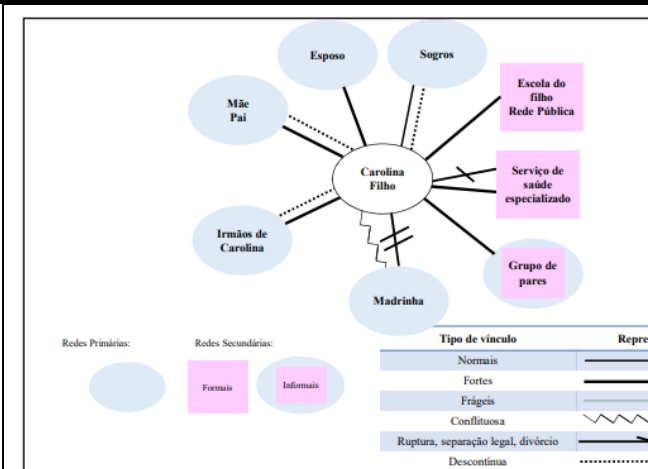 Esposo
Sogros
Escola do
filho
Rede Pública
Mãe
Pai
Carolina
Filho
Serviço de
saúde
especializado
Irmãos de
Carolina
Grupo de
pares
Madrinha
Redes Primárias:
Redes Secundárias:
Formais
Informais
Tipo de vínculo Repre
Normais
Fortes
Frágeis
Conflituosa
Ruptura, separação legal, divórcio
Descontínua